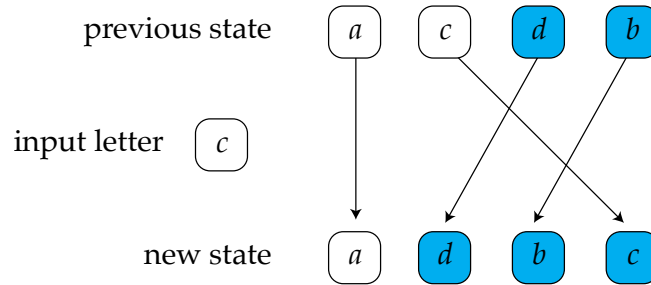 previous state a c d b
input letter c
new state a d b c